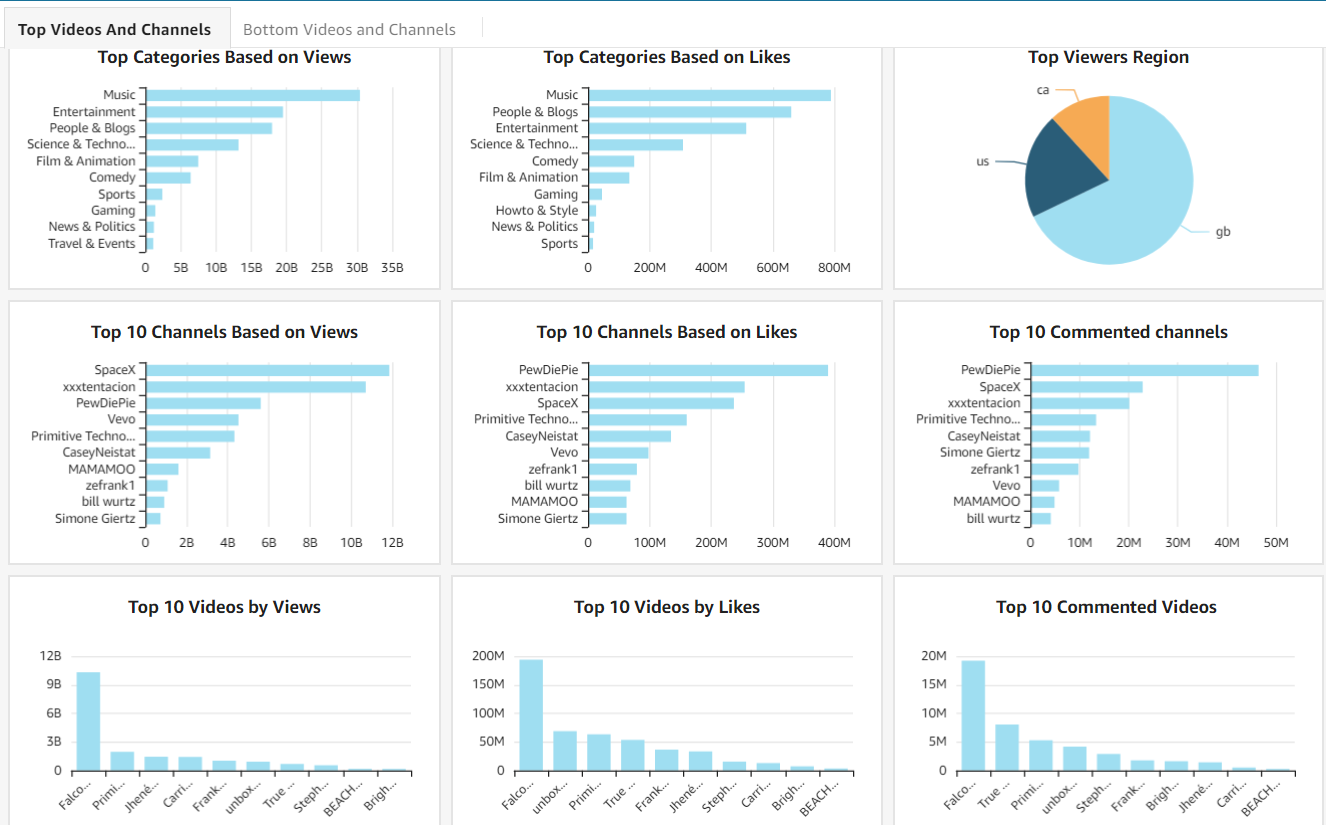 Top Videos And Channels
Bottom Videos and Channels
Top Categories Based on Views
Music
Entertainment
People & Blogs
Science & Techno...
Film & Animation
Comedy
Sports
Gaming
News & Politics
Travel & Events
0 5B 10B 15B 20B 25B 30B 35B
Top Categories Based on Likes
Music
People & Blogs
Entertainment
Science & Techno...
Comedy
Film & Animation
Gaming
Howto & Style
News & Politics
Sports
0 200M 400M 600M 800M
Top Viewers Region
ca
us
gb
Top 10 Channels Based on Views
SpaceX
xxxtentacion
PewDiePie
Vevo
Primitive Techno...
CaseyNeistat
MAMAMOO
zefrank1
bill wurtz
Simone Giertz
0 2B 4B 6B 8B 10B 12B
Top 10 Channels Based on Likes
PewDiePie
xxxtentacion
SpaceX
Primitive Techno...
CaseyNeistat
Vevo
zefrank1
bill wurtz
MAMAMOO
Simone Giertz
0 100M 200M 300M 400M
Top 10 Commented channels
PewDiePie
SpaceX
xxxtentacion
Primitive Techno...
CaseyNeistat
Simone Giertz
zefrank1
Vevo
MAMAMOO
bill wurtz
0 10M 20M 30M 40M 50M
Top 10 Videos by Views
12B
9B
6B
3B
0
Falco... Primi... Jhené... Carri... Frank... unbox... True ... Steph... BEACH... Brigh...
Top 10 Videos by Likes
200M
150M
100M
50M
0
Falco... unbox... Primi... True ... Frank... Jhené... Steph... Carri... Brigh... BEACH...
Top 10 Commented Videos
20M
15M
10M
5M
0
Falco... True ... Primi... unbox... Steph... Frank... Brigh... Jhené... Carri... BEACH...